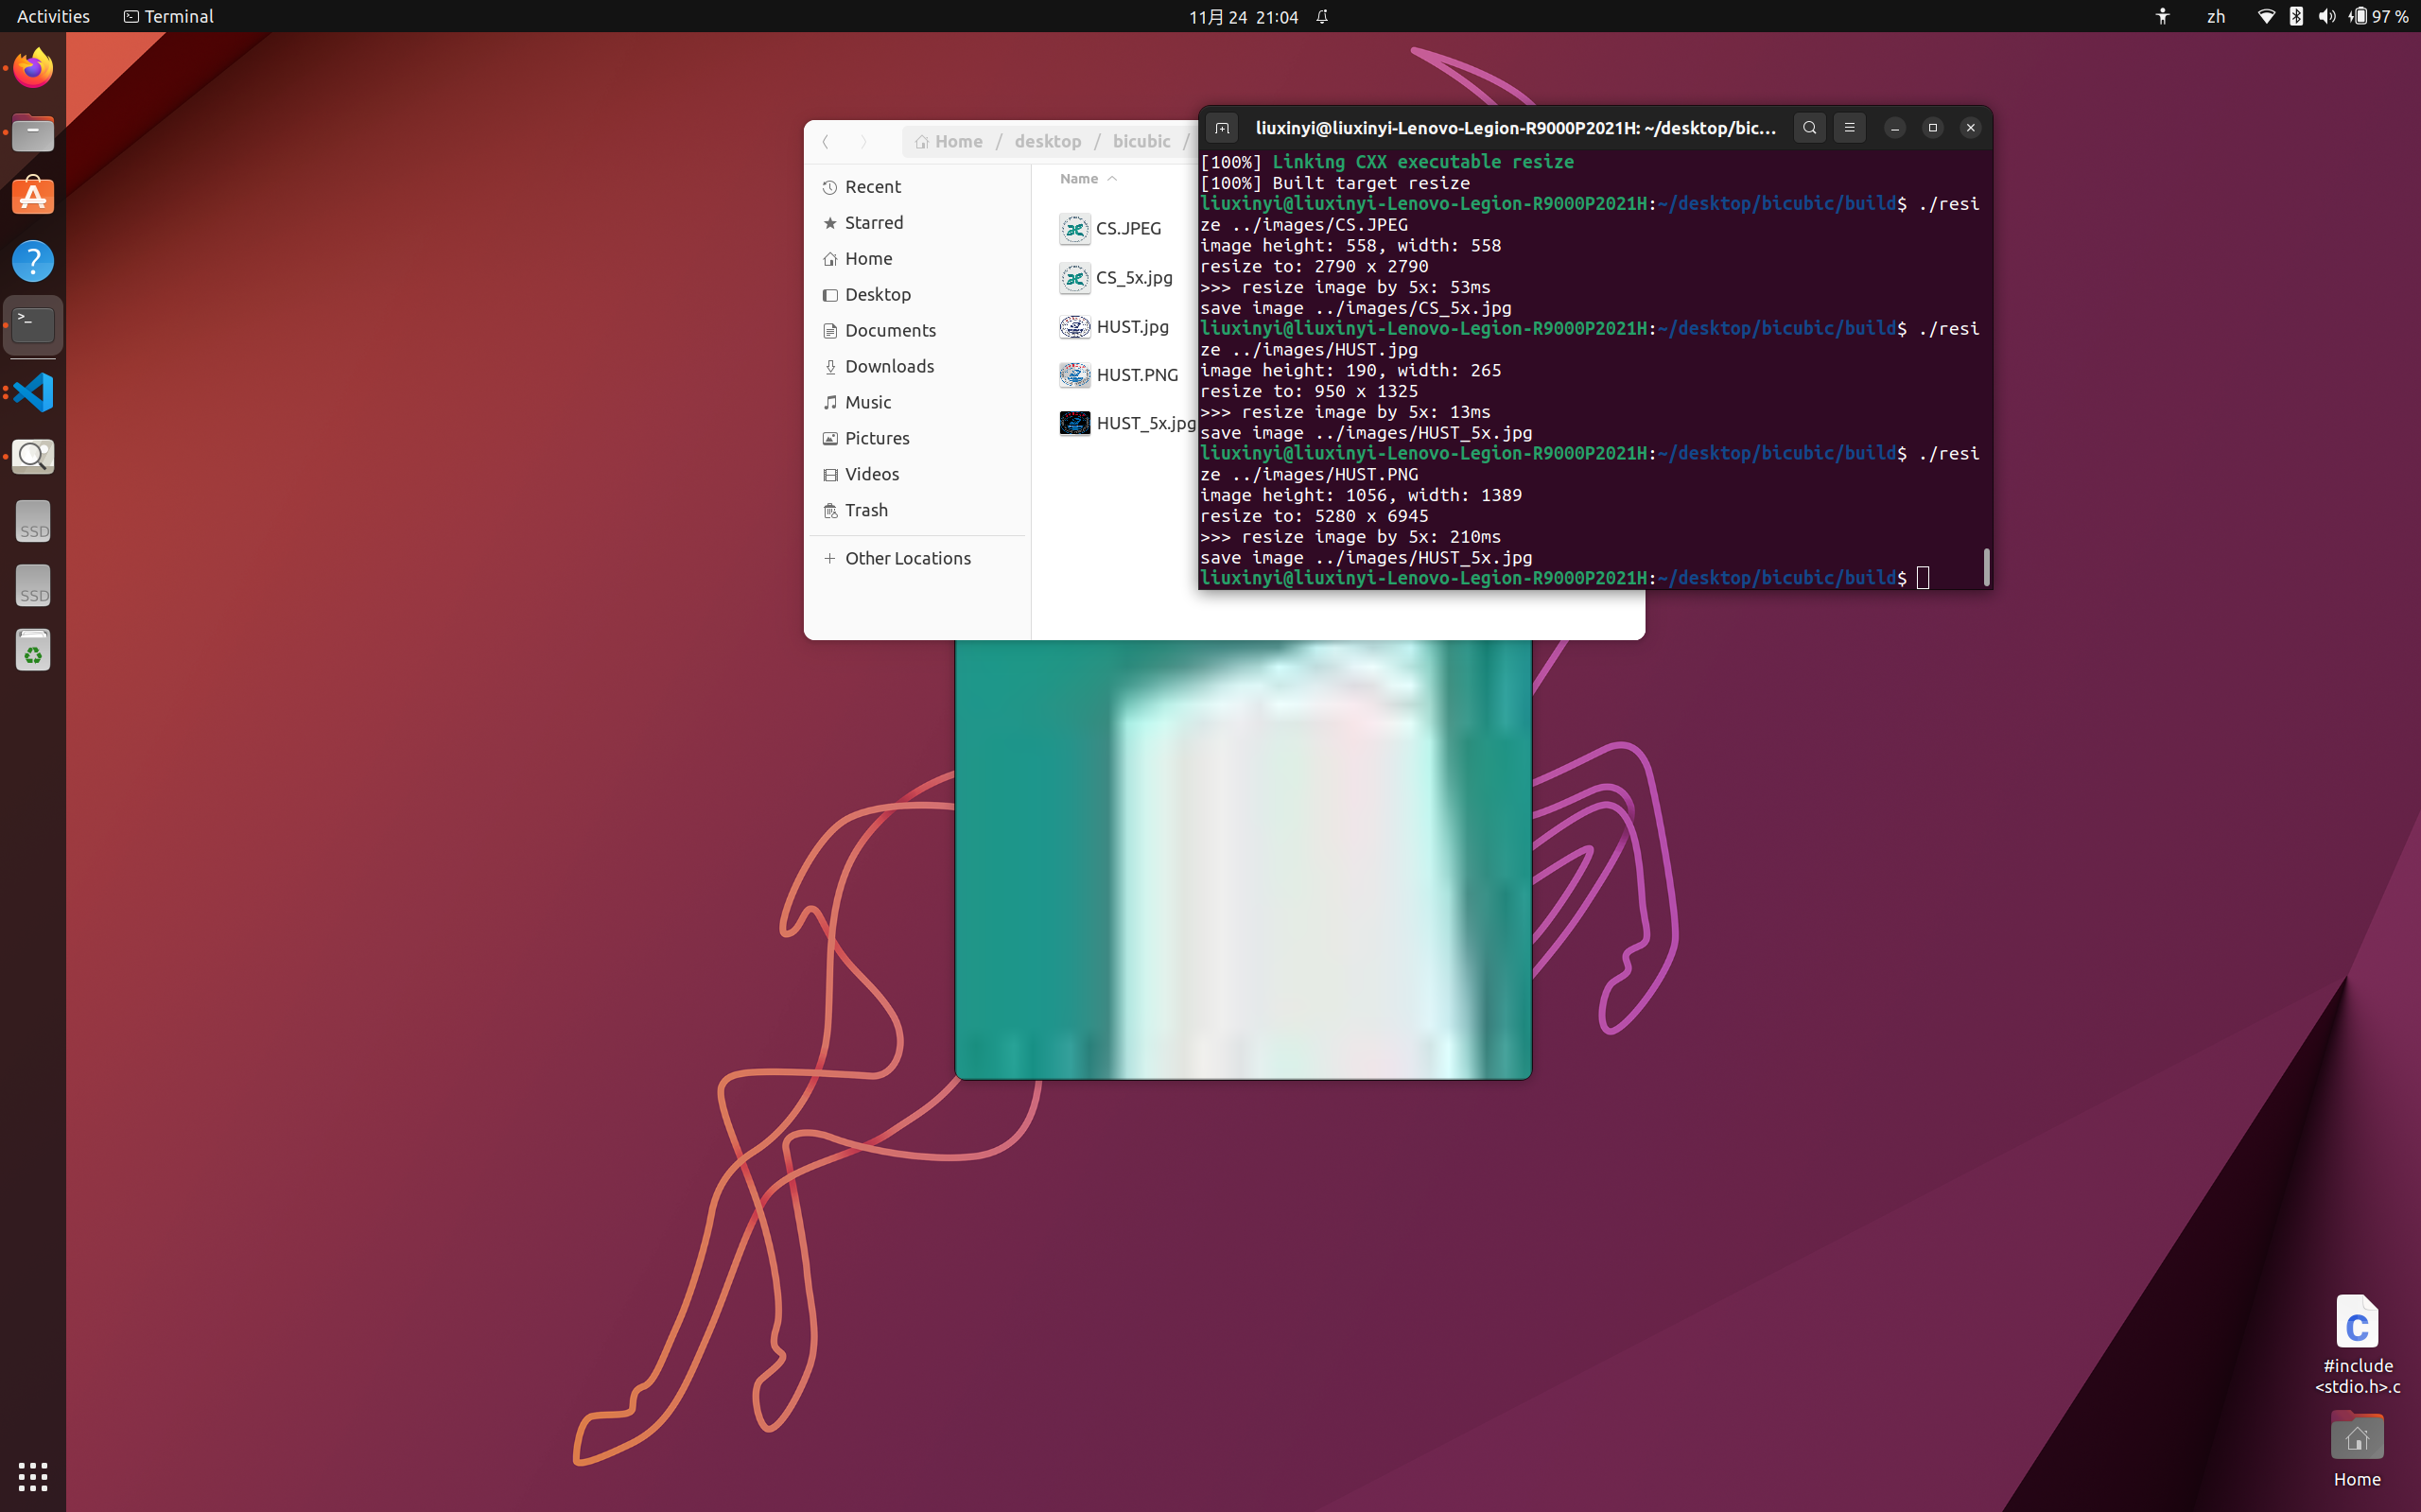 Activities
Terminal
11月 24 21:04
zh
97 %
Home / desktop / bicubic /
Recent
Starred
Home
Desktop
Documents
Downloads
Music
Pictures
Videos
Trash
Other Locations
Name
CS.JPEG
CS_5x.jpg
HUST.jpg
HUST.PNG
HUST_5x.jpg
liuxinyi@liuxinyi-Lenovo-Legion-R9000P2021H: ~/desktop/bic...
[100%] Linking CXX executable resize
[100%] Built target resize
liuxinyi@liuxinyi-Lenovo-Legion-R9000P2021H:~/desktop/bicubic/build$ ./resi
ze ../images/CS.JPEG
image height: 558, width: 558
resize to: 2790 x 2790
>>> resize image by 5x: 53ms
save image ../images/CS_5x.jpg
liuxinyi@liuxinyi-Lenovo-Legion-R9000P2021H:~/desktop/bicubic/build$ ./resi
ze ../images/HUST.jpg
image height: 190, width: 265
resize to: 950 x 1325
>>> resize image by 5x: 13ms
save image ../images/HUST_5x.jpg
liuxinyi@liuxinyi-Lenovo-Legion-R9000P2021H:~/desktop/bicubic/build$ ./resi
ze ../images/HUST.PNG
image height: 1056, width: 1389
resize to: 5280 x 6945
>>> resize image by 5x: 210ms
save image ../images/HUST_5x.jpg
liuxinyi@liuxinyi-Lenovo-Legion-R9000P2021H:~/desktop/bicubic/build$
SSD
SSD
#include
<stdio.h>.c
Home